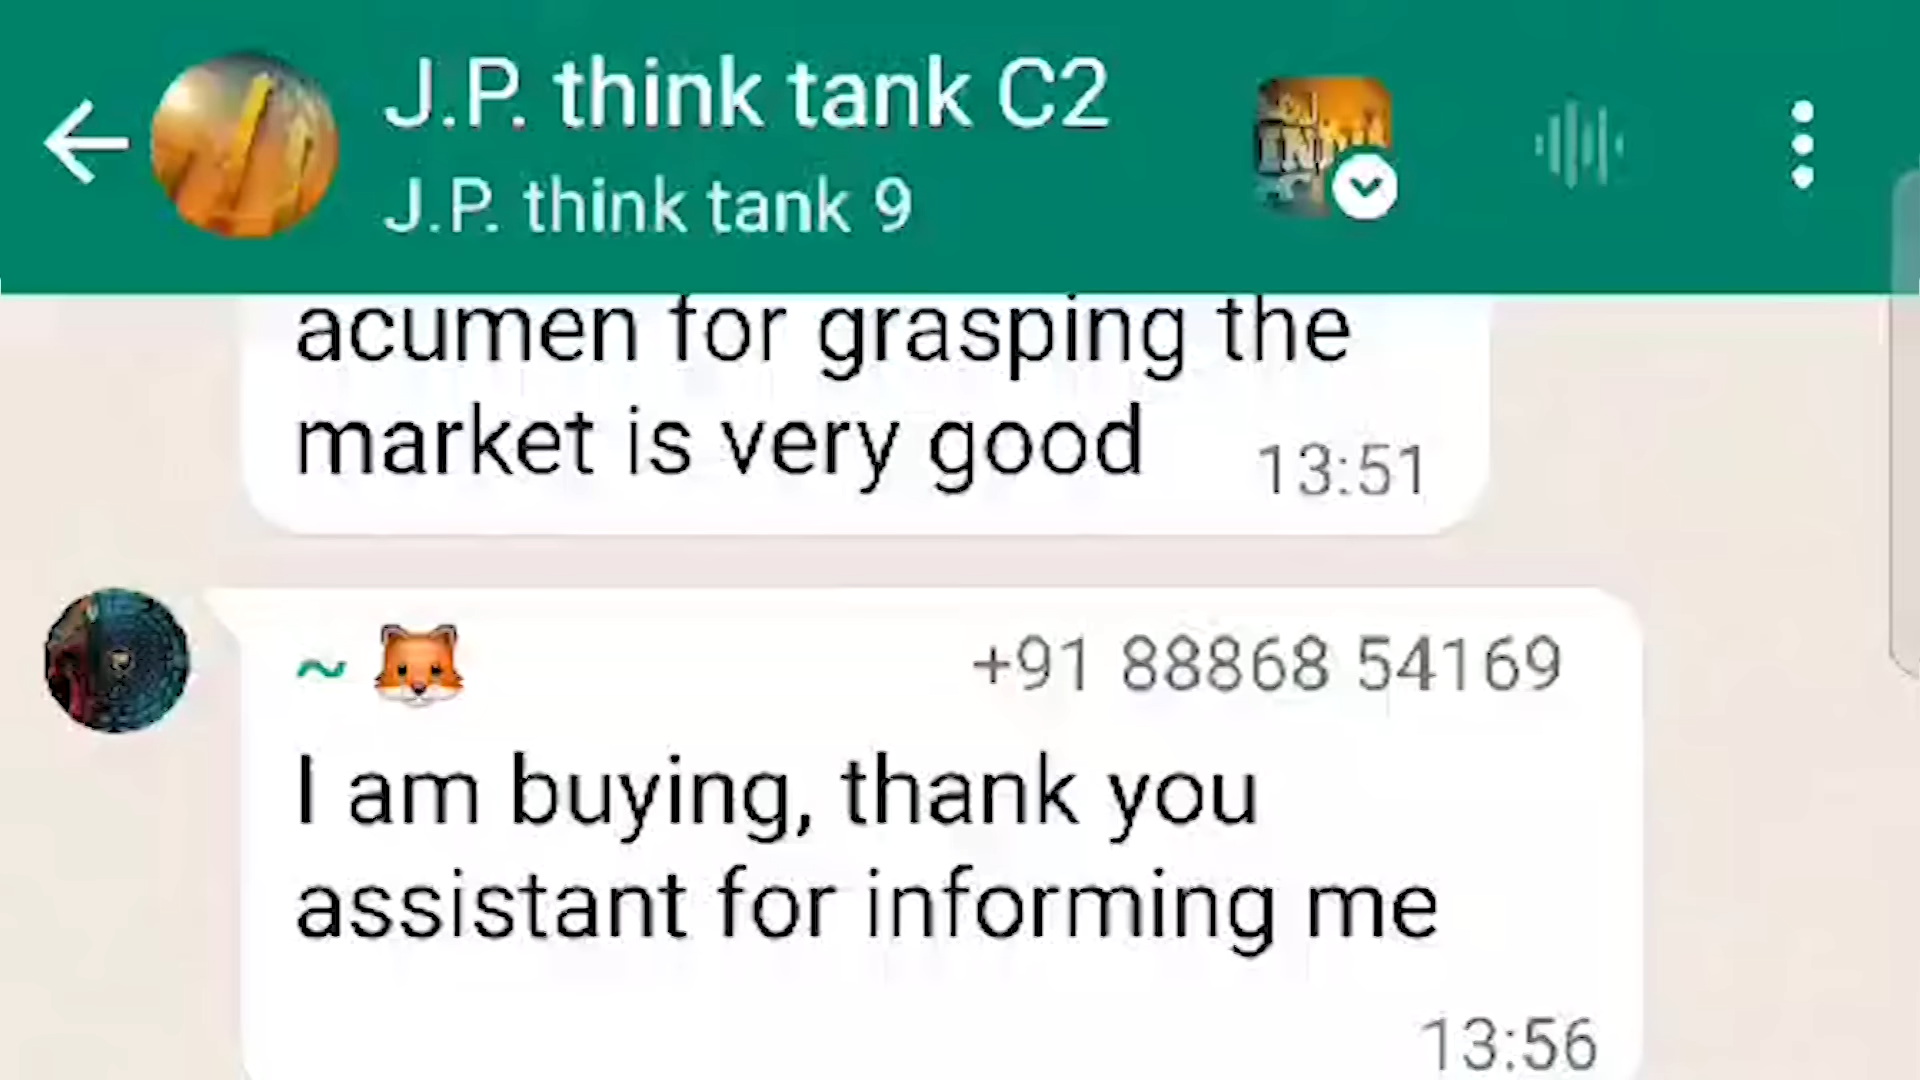 J.P. think tank C2
J.P. think tank 9
acumen for grasping the
market is very good
13:51
~ 🦊 +91 88868 54169
I am buying, thank you
assistant for informing me
13:56